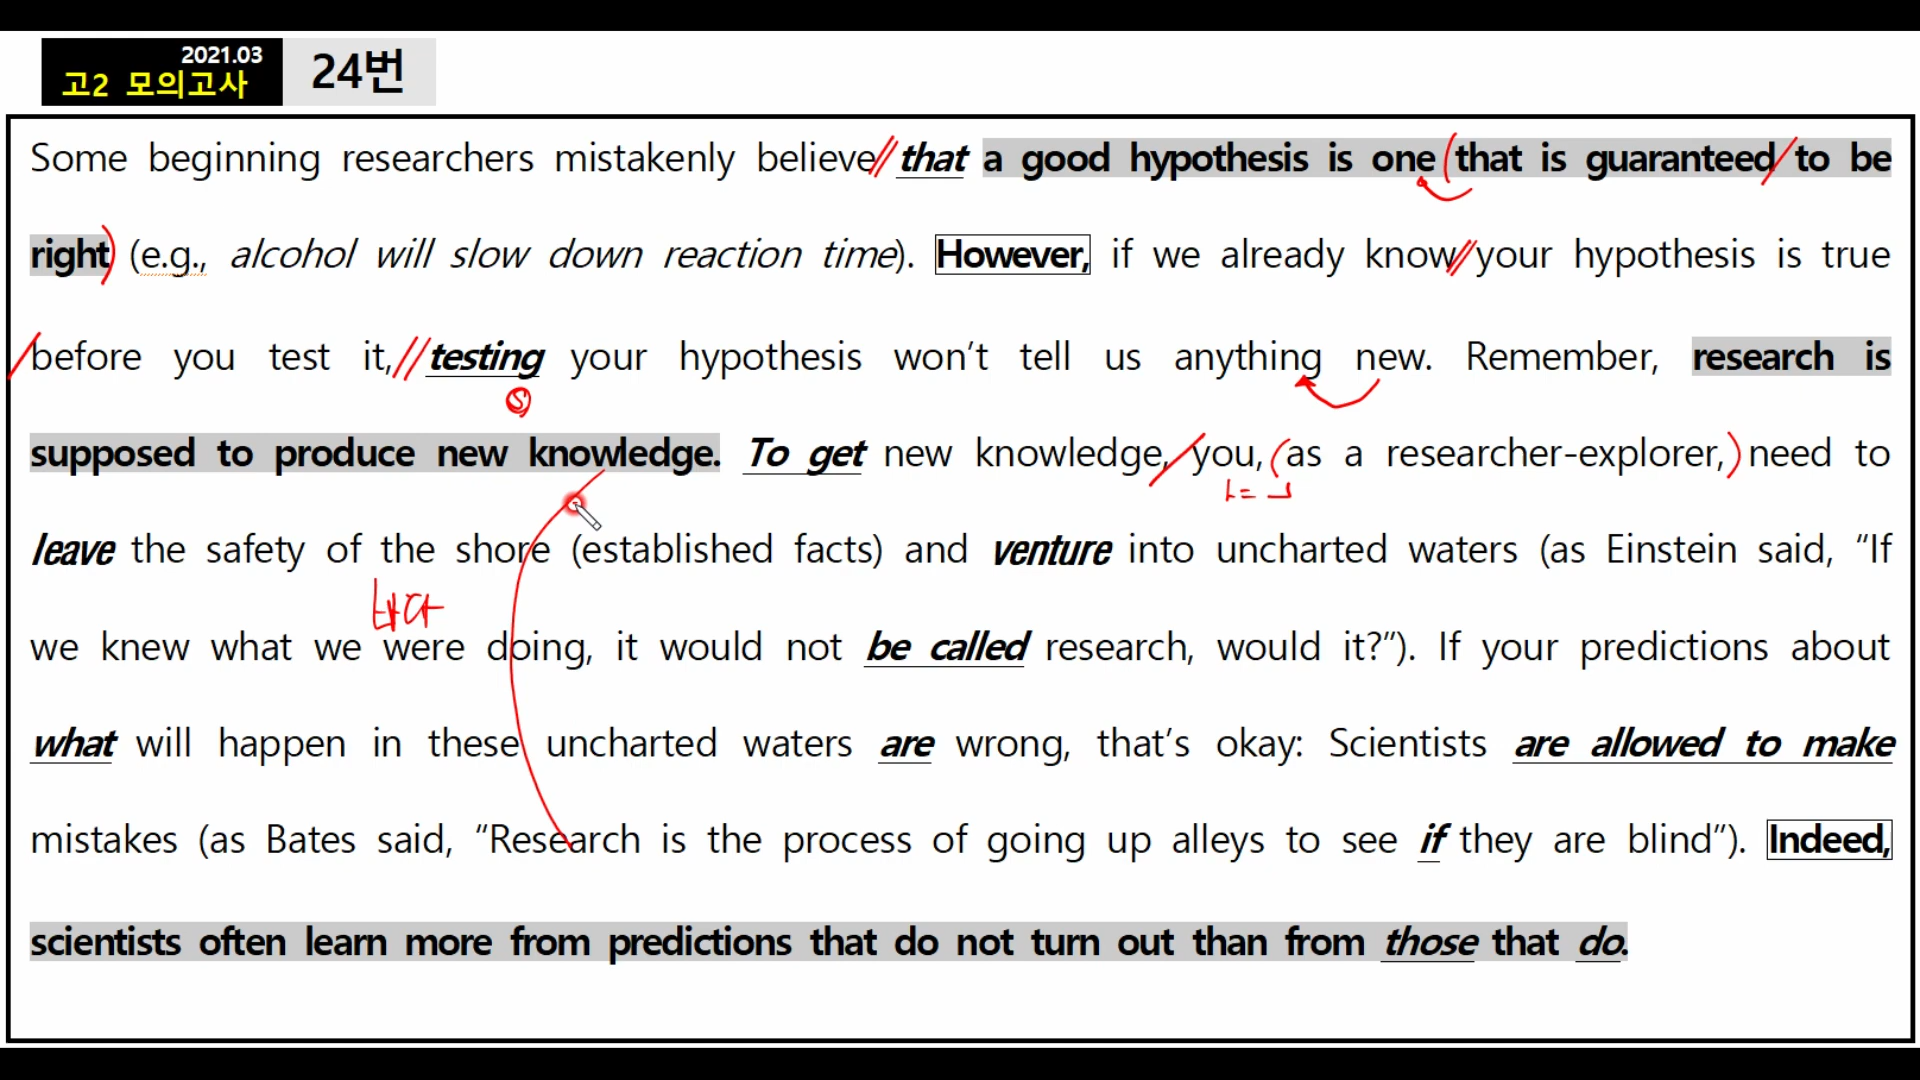 2021.03
고2 모의고사 24번
Some beginning researchers mistakenly believe that a good hypothesis is one that is guaranteed to be
right (e.g., alcohol will slow down reaction time). However, if we already know your hypothesis is true
before you test it, testing your hypothesis won't tell us anything new. Remember, research is
supposed to produce new knowledge. To get new knowledge, you, as a researcher-explorer, need to
leave the safety of the shore (established facts) and venture into uncharted waters (as Einstein said, “If
we knew what we were doing, it would not be called research, would it?”). If your predictions about
what will happen in these uncharted waters are wrong, that's okay: Scientists are allowed to make
mistakes (as Bates said, “Research is the process of going up alleys to see if they are blind”). Indeed,
scientists often learn more from predictions that do not turn out than from those that do.